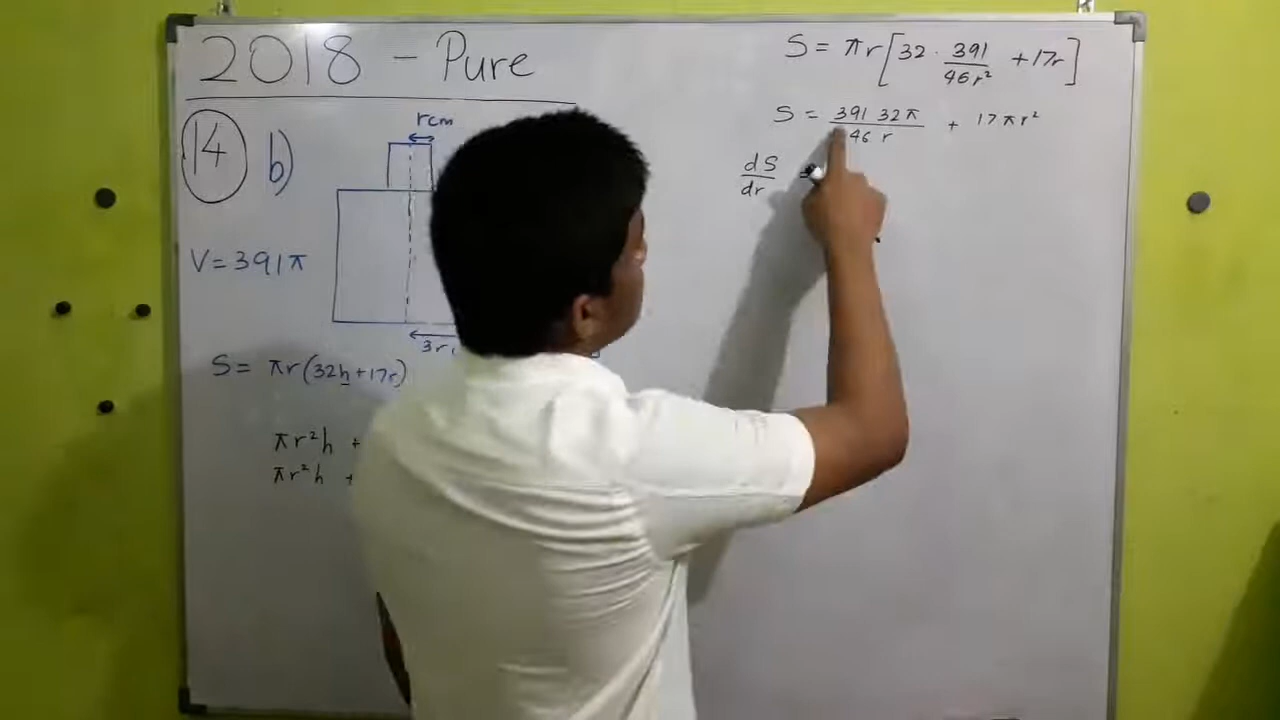 2018 - Pure
14 b)
rcm
V = 391π
3r
S = πr(32h+17r)
πr²h +
πr²h +
S = πr[32 · 391/46r² + 17r]
S = 391 32π/46 r + 17πr²
dS/dr =